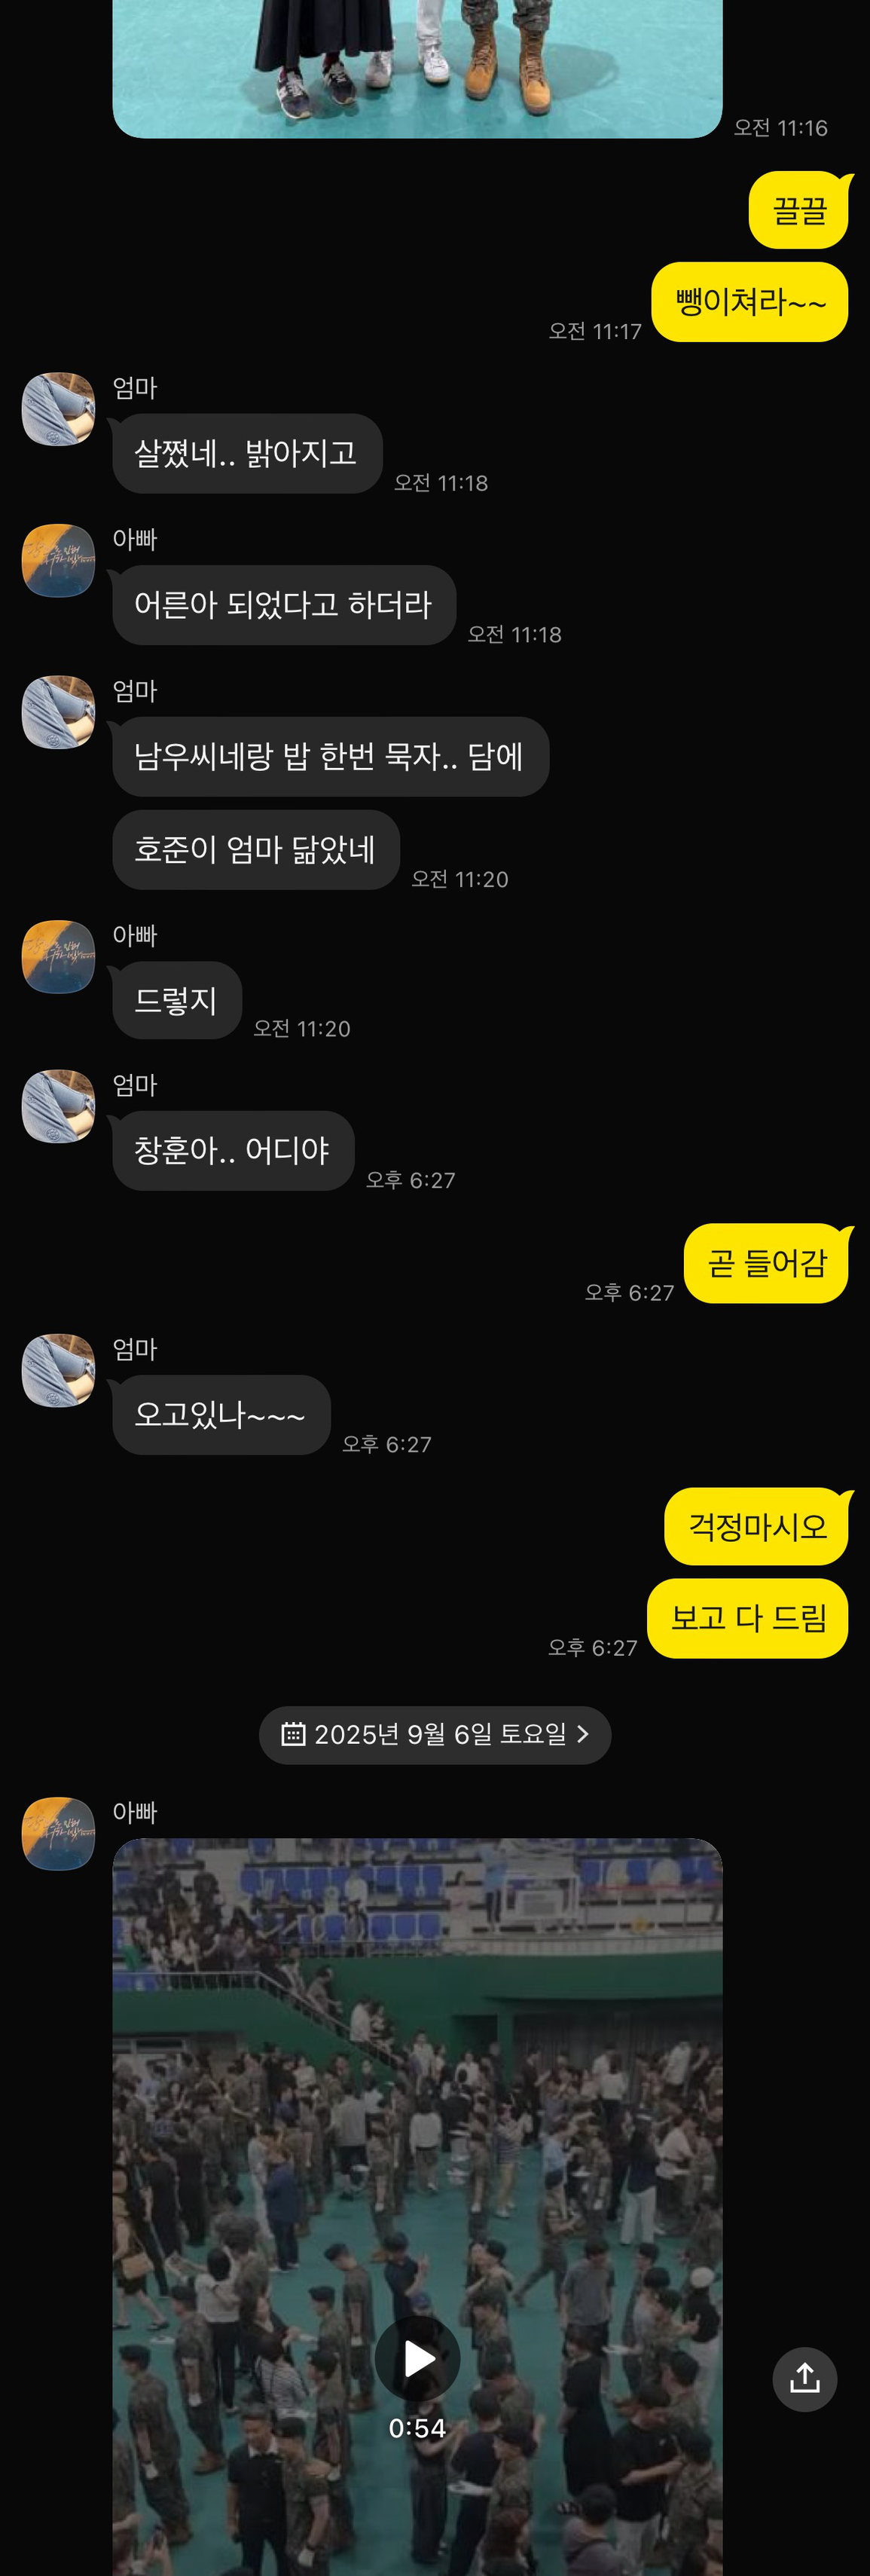 오전 11:16
끌끌
뺑이쳐라~~
오전 11:17
엄마
살쪘네.. 밝아지고
오전 11:18
아빠
어른아 되었다고 하더라
오전 11:18
엄마
남우씨네랑 밥 한번 묵자.. 담에
호준이 엄마 닮았네
오전 11:20
아빠
드렇지
오전 11:20
엄마
창훈아.. 어디야
오후 6:27
곧 들어감
오후 6:27
엄마
오고있나~~~
오후 6:27
걱정마시오
보고 다 드림
오후 6:27
2025년 9월 6일 토요일
아빠
0:54